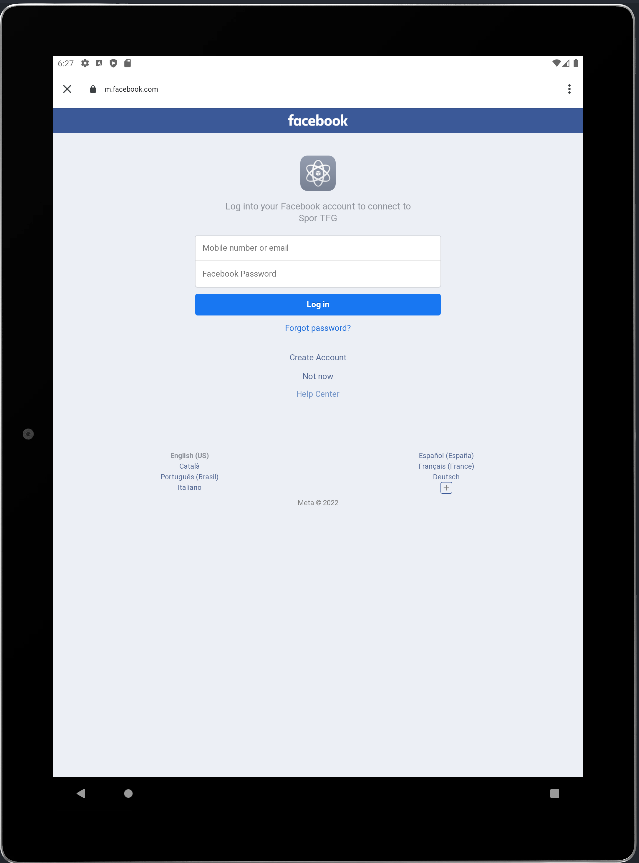 6:27
m.facebook.com
facebook
Log into your Facebook account to connect to
Spor TFG
Mobile number or email
Facebook Password
Log in
Forgot password?
Create Account
Not now
Help Center
English (US)
Español (España)
Català
Français (France)
Português (Brasil)
Deutsch
Italiano
Meta © 2022